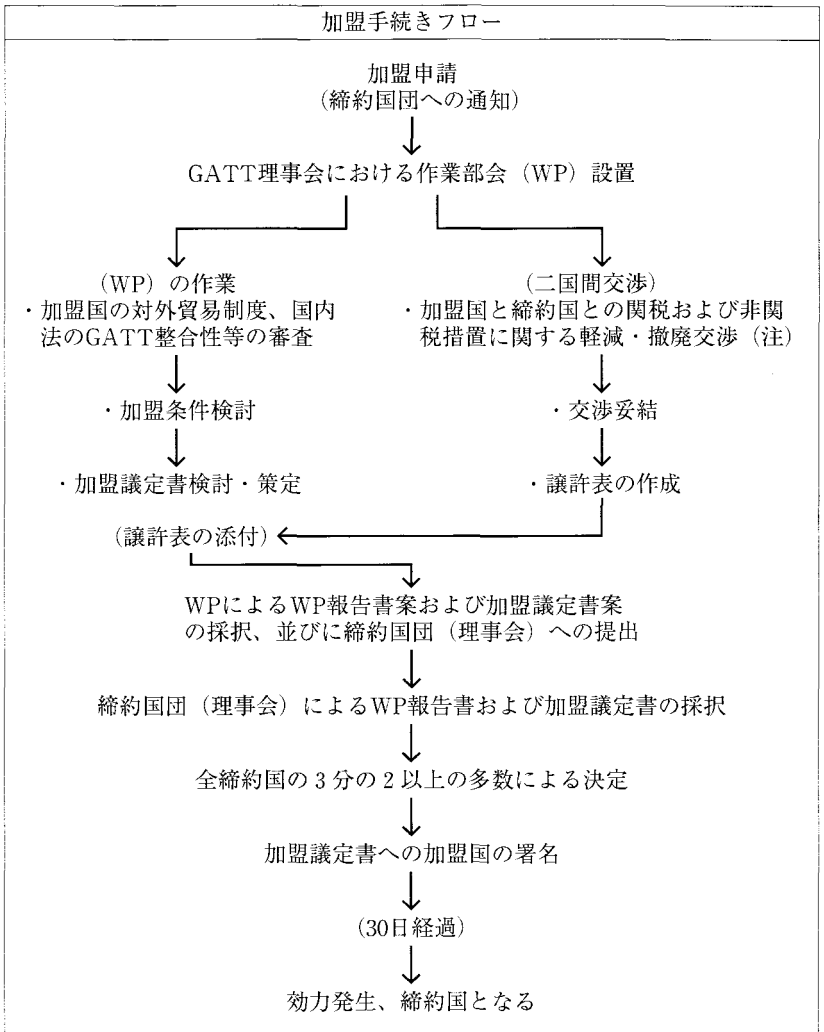 加盟手続きフロー
加盟申請
(締約国団への通知)
GATT理事会における作業部会(WP)設置
(WP)の作業
・加盟国の対外貿易制度、国内
法のGATT整合性等の審査
・加盟条件検討
・加盟議定書検討・策定
(二国間交渉)
・加盟国と締約国との関税および非関
税措置に関する軽減・撤廃交渉(注)
・交渉妥結
・譲許表の作成
(譲許表の添付)
WPによるWP報告書案および加盟議定書案
の採択、並びに締約国団(理事会)への提出
締約国団(理事会)によるWP報告書および加盟議定書の採択
全締約国の3分の2以上の多数による決定
加盟議定書への加盟国の署名
(30日経過)
効力発生、締約国となる